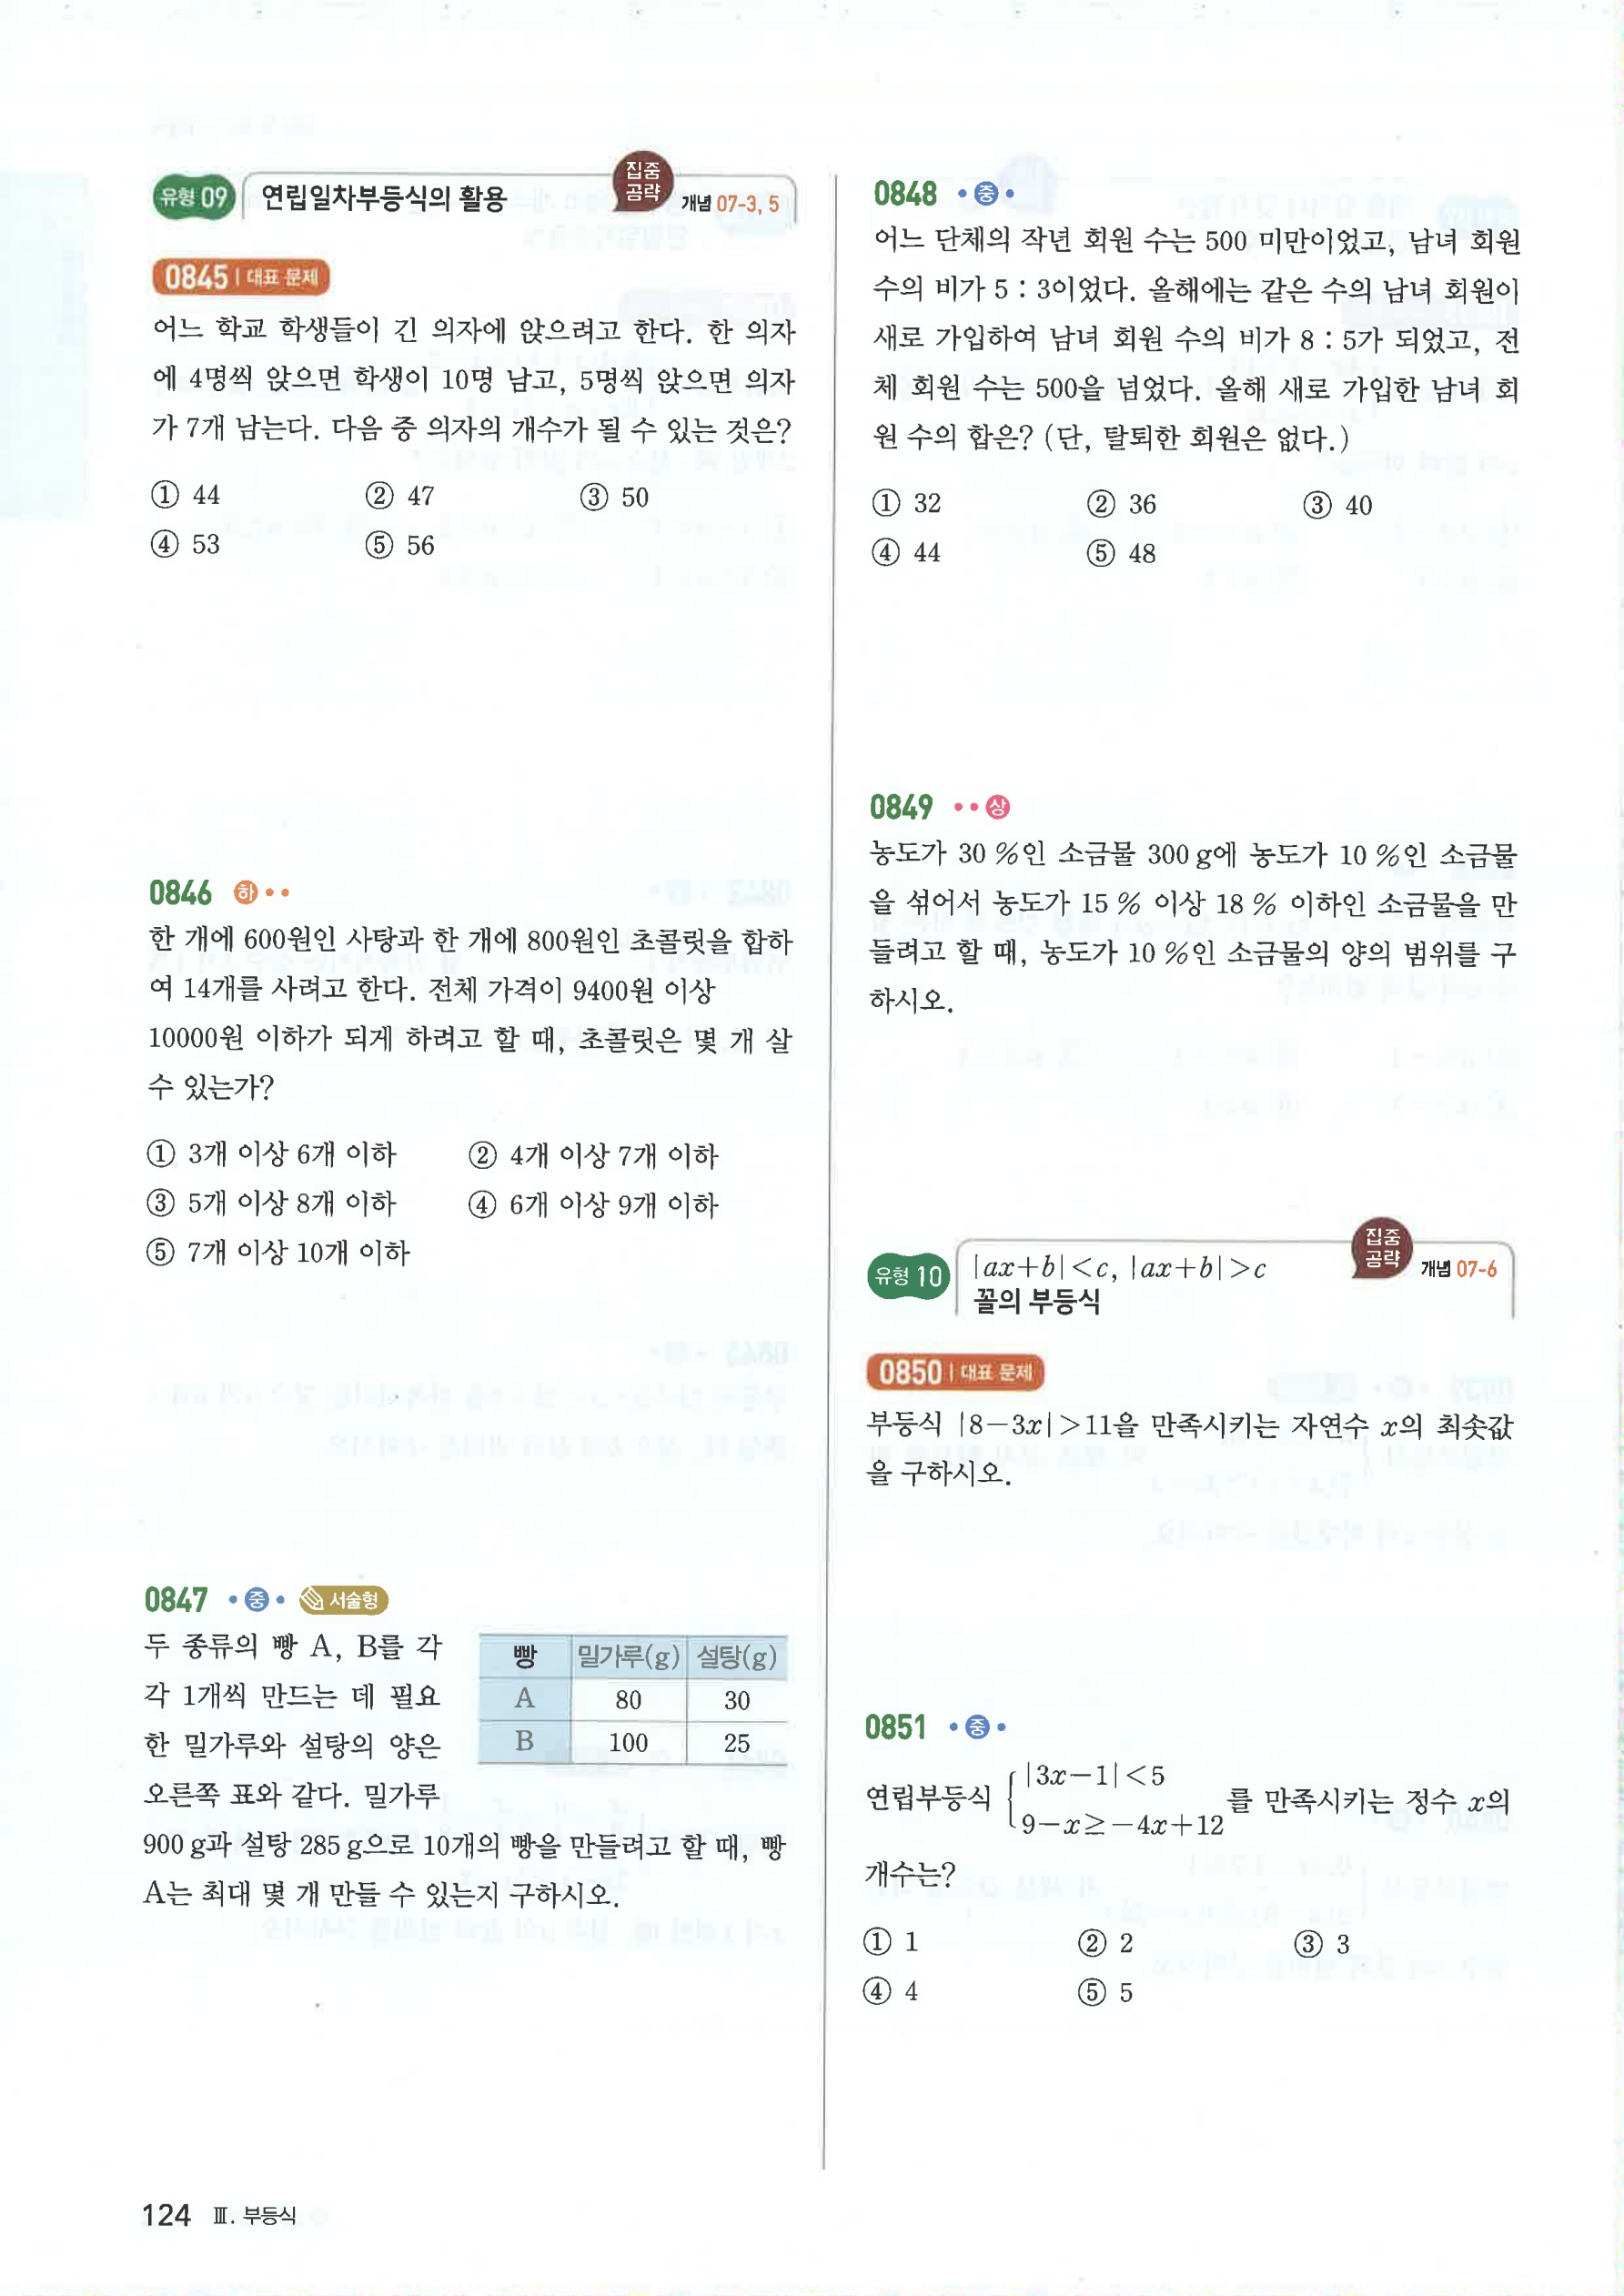 유형 09 연립일차부등식의 활용 집중 공략 개념 07-3, 5
0845 | 대표 문제
어느 학교 학생들이 긴 의자에 앉으려고 한다. 한 의자
에 4명씩 앉으면 학생이 10명 남고, 5명씩 앉으면 의자
가 7개 남는다. 다음 중 의자의 개수가 될 수 있는 것은?
① 44 ② 47 ③ 50
④ 53 ⑤ 56
0846 하
한 개에 600원인 사탕과 한 개에 800원인 초콜릿을 합하
여 14개를 사려고 한다. 전체 가격이 9400원 이상
10000원 이하가 되게 하려고 할 때, 초콜릿은 몇 개 살
수 있는가?
① 3개 이상 6개 이하 ② 4개 이상 7개 이하
③ 5개 이상 8개 이하 ④ 6개 이상 9개 이하
⑤ 7개 이상 10개 이하
0847 중 서술형
두 종류의 빵 A, B를 각
각 1개씩 만드는 데 필요
한 밀가루와 설탕의 양은
오른쪽 표와 같다. 밀가루
빵 밀가루(g) 설탕(g)
A 80 30
B 100 25
900 g과 설탕 285 g으로 10개의 빵을 만들려고 할 때, 빵
A는 최대 몇 개 만들 수 있는지 구하시오.
0848 중
어느 단체의 작년 회원 수는 500 미만이었고, 남녀 회원
수의 비가 5 : 3이었다. 올해에는 같은 수의 남녀 회원이
새로 가입하여 남녀 회원 수의 비가 8 : 5가 되었고, 전
체 회원 수는 500을 넘었다. 올해 새로 가입한 남녀 회
원 수의 합은? (단, 탈퇴한 회원은 없다.)
① 32 ② 36 ③ 40
④ 44 ⑤ 48
0849 상
농도가 30 %인 소금물 300 g에 농도가 10 %인 소금물
을 섞어서 농도가 15 % 이상 18 % 이하인 소금물을 만
들려고 할 때, 농도가 10 %인 소금물의 양의 범위를 구
하시오.
유형 10 |ax+b|<c, |ax+b|>c 집중 공략 개념 07-6
꼴의 부등식
0850 | 대표 문제
부등식 |8-3x|>11을 만족시키는 자연수 x의 최솟값
을 구하시오.
0851 중
연립부등식 { |3x-1|<5
9-x≥-4x+12 를 만족시키는 정수 x의
개수는?
① 1 ② 2 ③ 3
④ 4 ⑤ 5
124 Ⅲ. 부등식